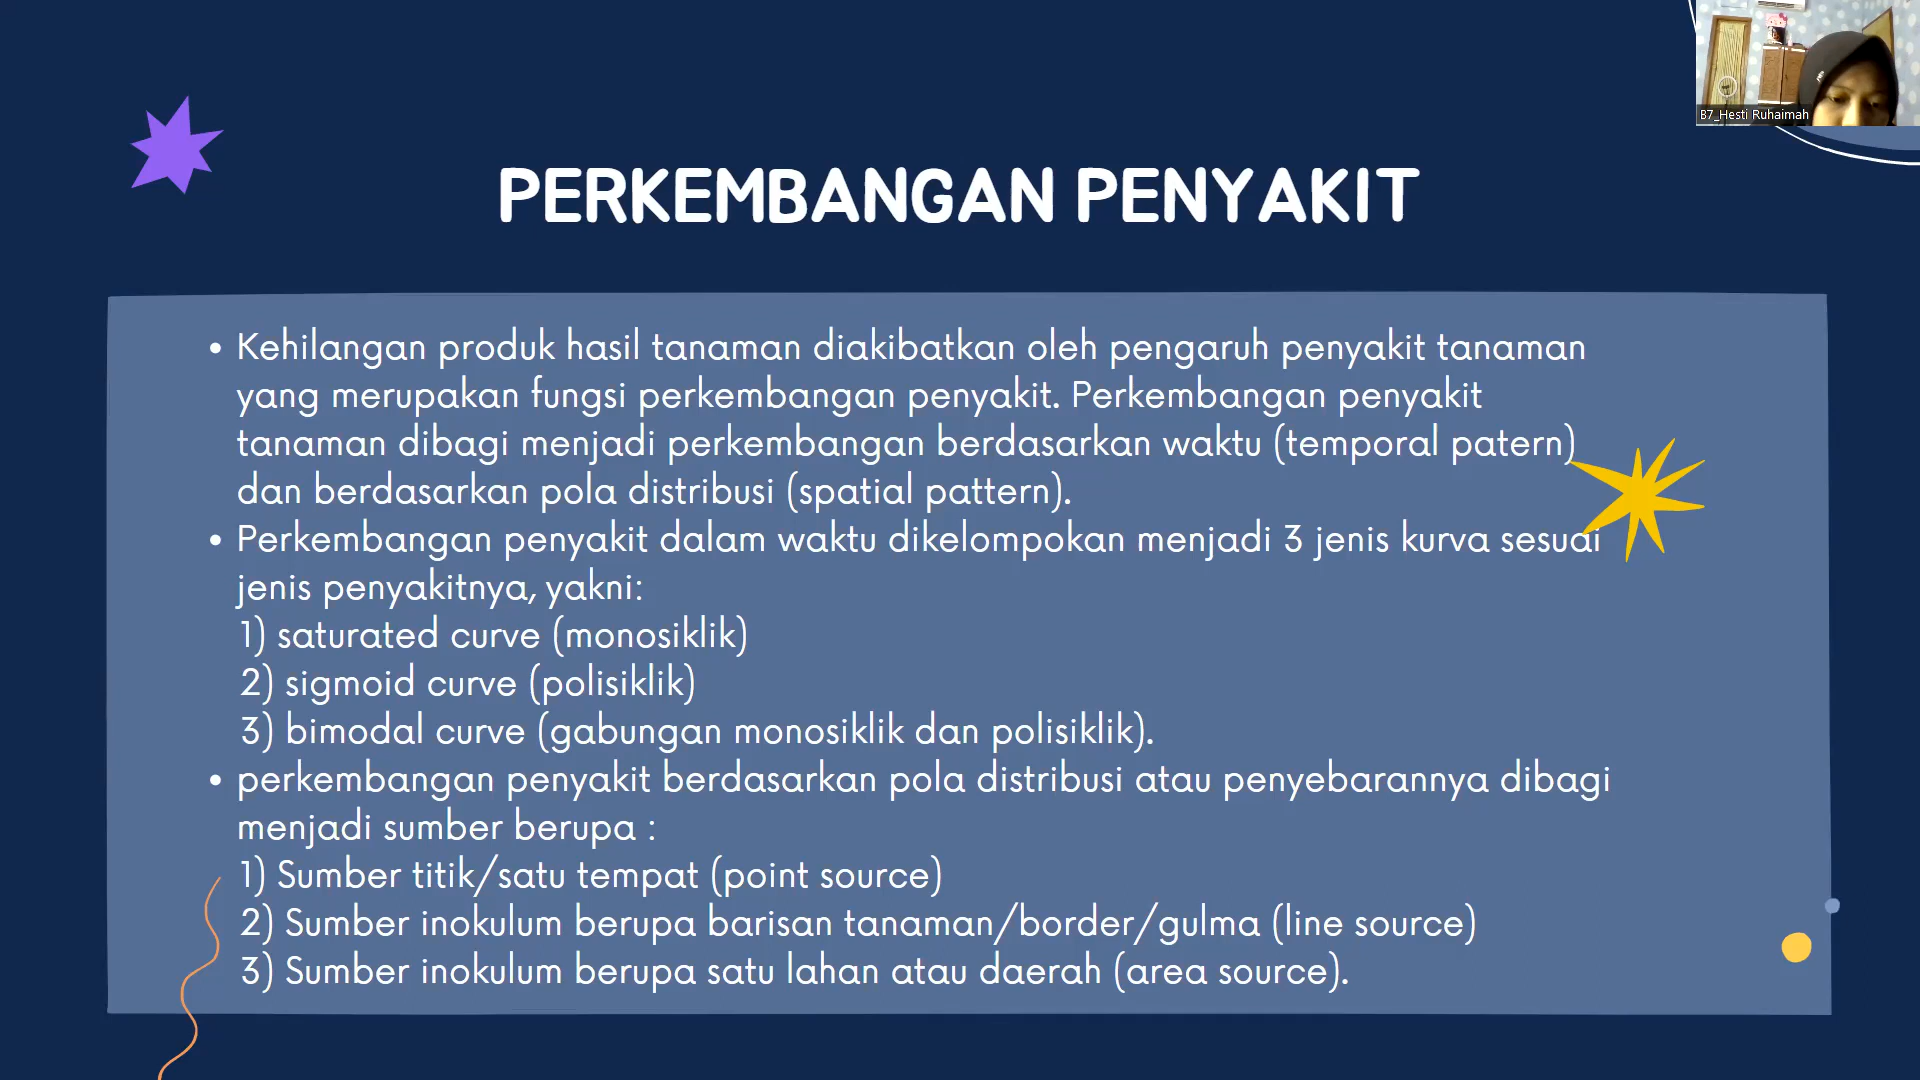 B7_Hesti Ruhaimah
PERKEMBANGAN PENYAKIT
• Kehilangan produk hasil tanaman diakibatkan oleh pengaruh penyakit tanaman
yang merupakan fungsi perkembangan penyakit. Perkembangan penyakit
tanaman dibagi menjadi perkembangan berdasarkan waktu (temporal patern)
dan berdasarkan pola distribusi (spatial pattern).
• Perkembangan penyakit dalam waktu dikelompokan menjadi 3 jenis kurva sesuai
jenis penyakitnya, yakni:
1) saturated curve (monosiklik)
2) sigmoid curve (polisiklik)
3) bimodal curve (gabungan monosiklik dan polisiklik).
• perkembangan penyakit berdasarkan pola distribusi atau penyebarannya dibagi
menjadi sumber berupa :
1) Sumber titik/satu tempat (point source)
2) Sumber inokulum berupa barisan tanaman/border/gulma (line source)
3) Sumber inokulum berupa satu lahan atau daerah (area source).